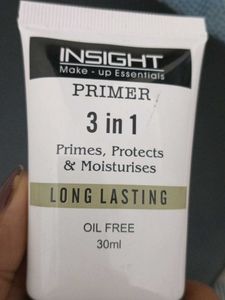 INSIGHT
Make-up Essentials
PRIMER
3 in 1
Primes, Protects
& Moisturises
LONG LASTING
OIL FREE
30ml